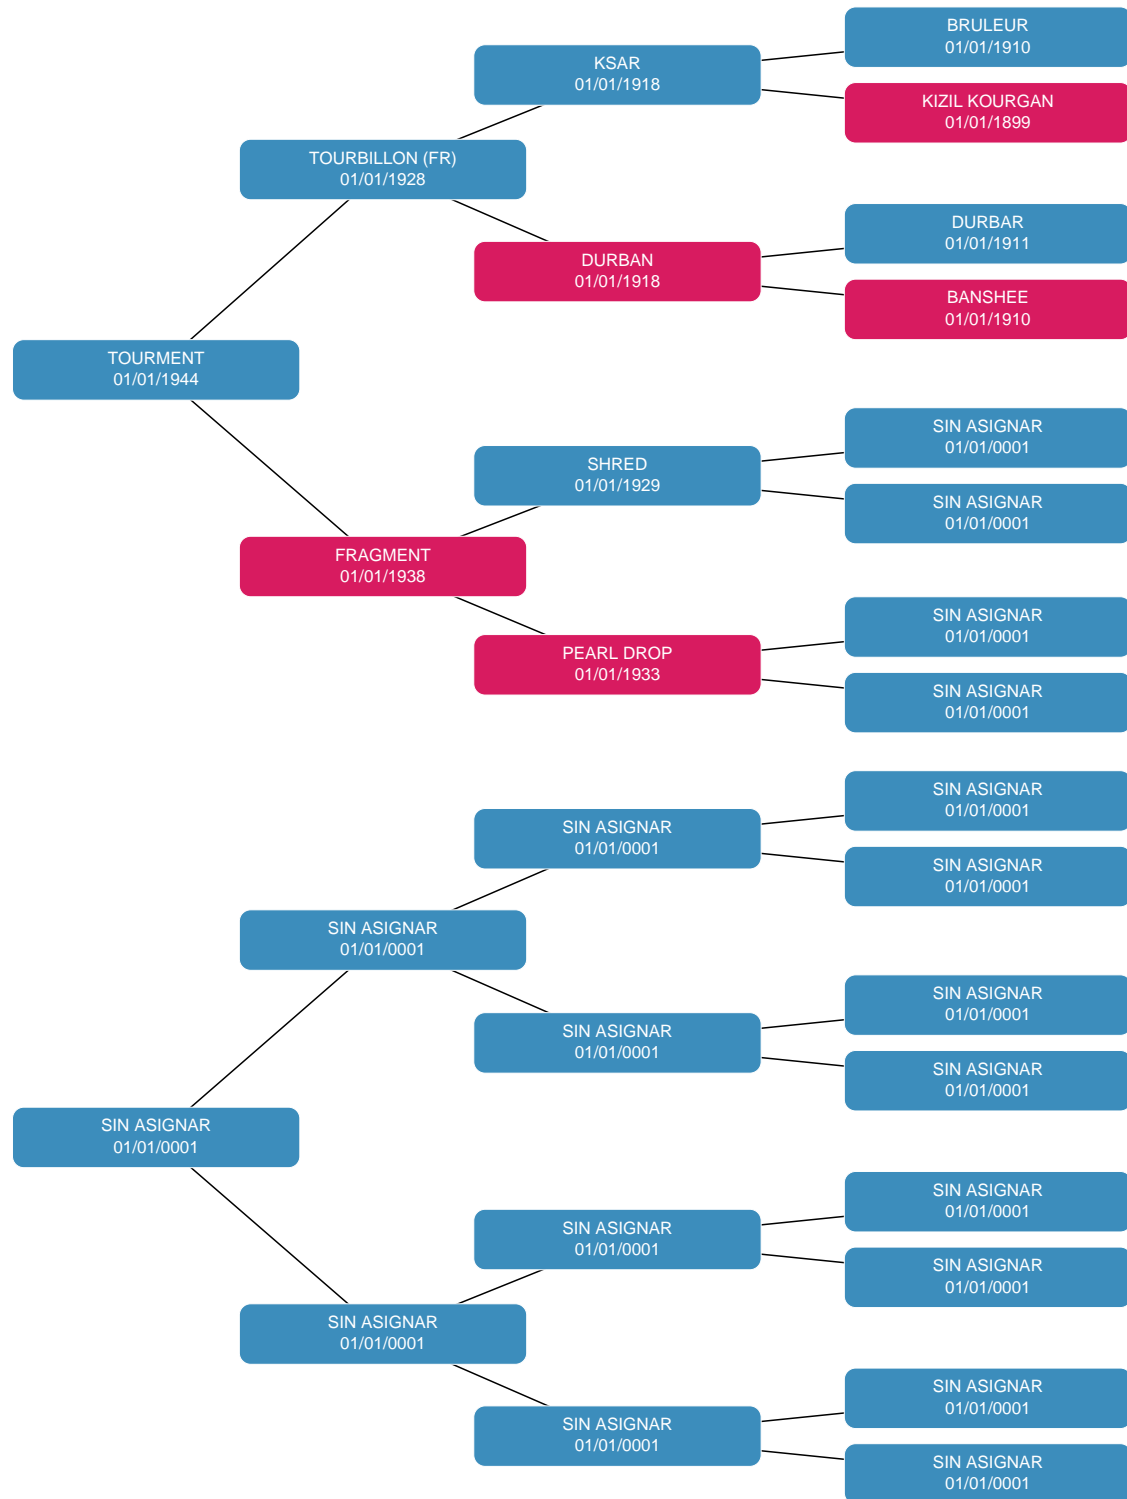 BRULEUR
01/01/1910
KSAR
01/01/1918
KIZIL KOURGAN
01/01/1899
TOURBILLON (FR)
01/01/1928
DURBAR
01/01/1911
DURBAN
01/01/1918
BANSHEE
01/01/1910
TOURMENT
01/01/1944
SIN ASIGNAR
01/01/0001
SHRED
01/01/1929
SIN ASIGNAR
01/01/0001
FRAGMENT
01/01/1938
SIN ASIGNAR
01/01/0001
PEARL DROP
01/01/1933
SIN ASIGNAR
01/01/0001
SIN ASIGNAR
01/01/0001
SIN ASIGNAR
01/01/0001
SIN ASIGNAR
01/01/0001
SIN ASIGNAR
01/01/0001
SIN ASIGNAR
01/01/0001
SIN ASIGNAR
01/01/0001
SIN ASIGNAR
01/01/0001
SIN ASIGNAR
01/01/0001
SIN ASIGNAR
01/01/0001
SIN ASIGNAR
01/01/0001
SIN ASIGNAR
01/01/0001
SIN ASIGNAR
01/01/0001
SIN ASIGNAR
01/01/0001
SIN ASIGNAR
01/01/0001
SIN ASIGNAR
01/01/0001